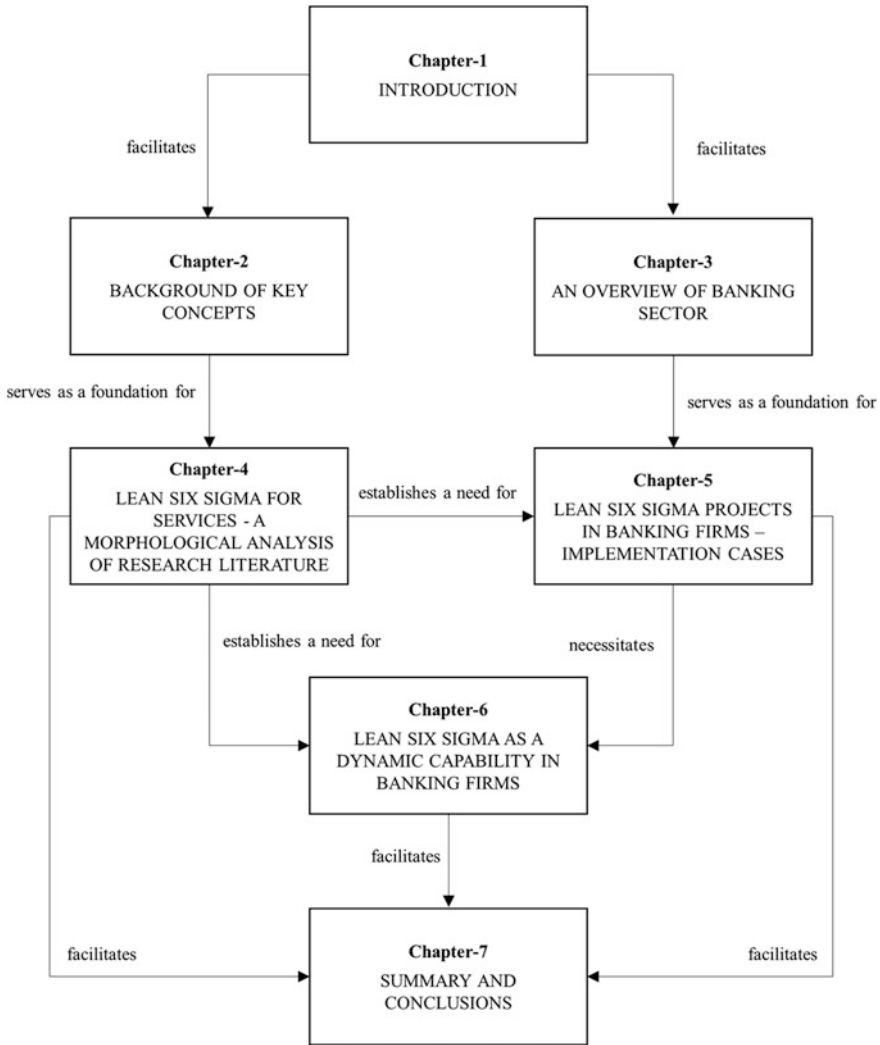 Chapter-1
INTRODUCTION
facilitates
facilitates
Chapter-2
BACKGROUND OF KEY
CONCEPTS
Chapter-3
AN OVERVIEW OF BANKING
SECTOR
serves as a foundation for
serves as a foundation for
Chapter-4
LEAN SIX SIGMA FOR
SERVICES - A
MORPHOLOGICAL ANALYSIS
OF RESEARCH LITERATURE
establishes a need for
Chapter-5
LEAN SIX SIGMA PROJECTS
IN BANKING FIRMS –
IMPLEMENTATION CASES
establishes a need for
necessitates
Chapter-6
LEAN SIX SIGMA AS A
DYNAMIC CAPABILITY IN
BANKING FIRMS
facilitates
facilitates
Chapter-7
SUMMARY AND
CONCLUSIONS
facilitates